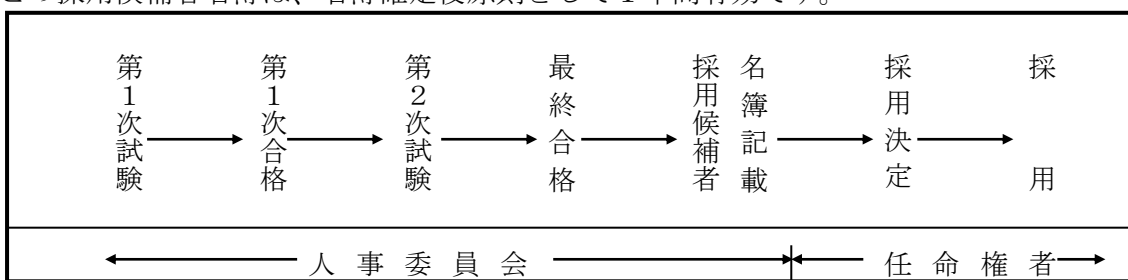 この採用候補者名簿は、名簿確定後原則として１年間有効です。
第１次試験
第１次合格
第２次試験
最終合格
採用候補者
名簿記載
採用決定
採用
人事委員会
任命権者